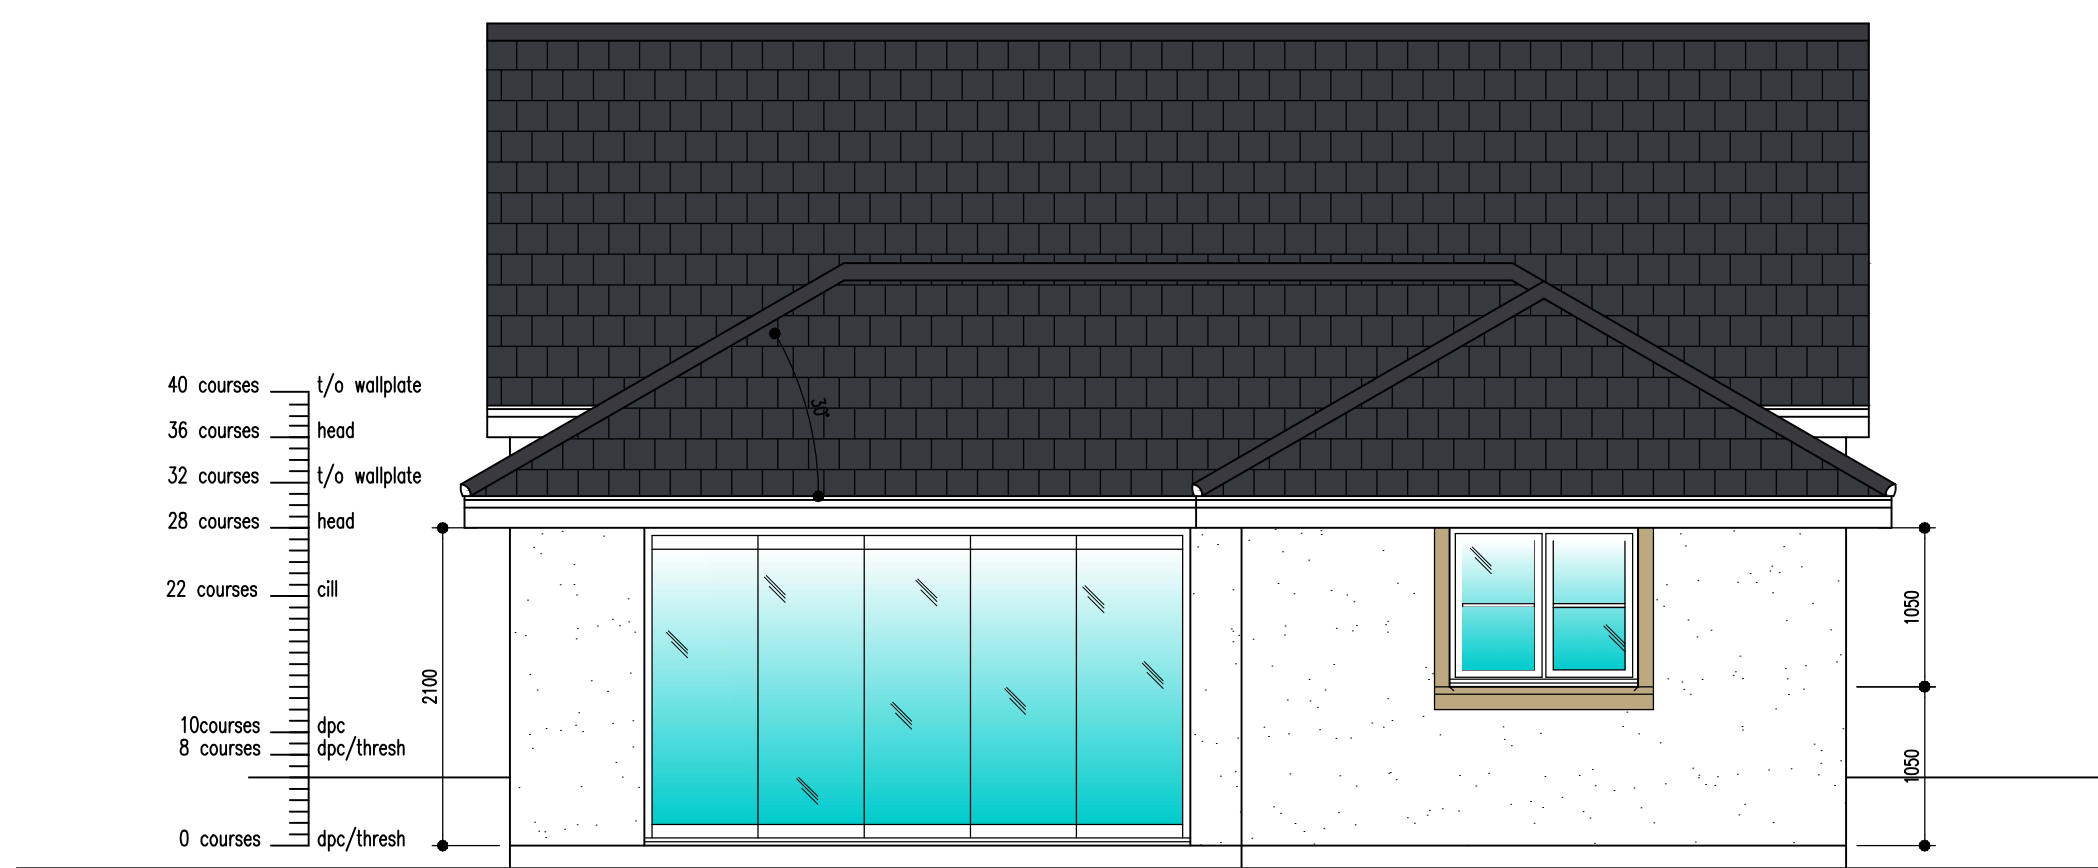 40 courses t/o wallplate
36 courses head
32 courses t/o wallplate
28 courses head
22 courses cill
10courses dpc
8 courses dpc/thresh
0 courses dpc/thresh
2100
30°
1050
1050